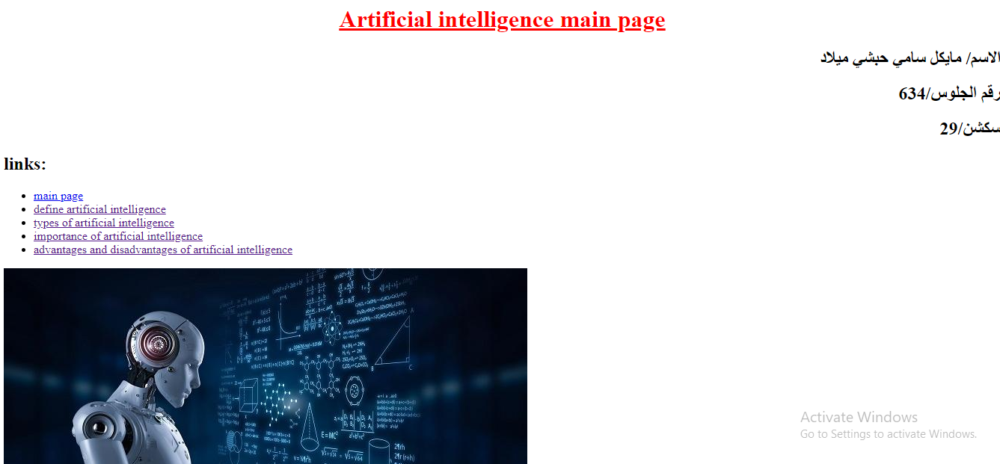 Artificial intelligence main page
الاسم/ مايكل سامي حبشي ميلاد
رقم الجلوس/634
سكشن/29
links:
main page
define artificial intelligence
types of artificial intelligence
importance of artificial intelligence
advantages and disadvantages of artificial intelligence
E=MC²
Activate Windows
Go to Settings to activate Windows.